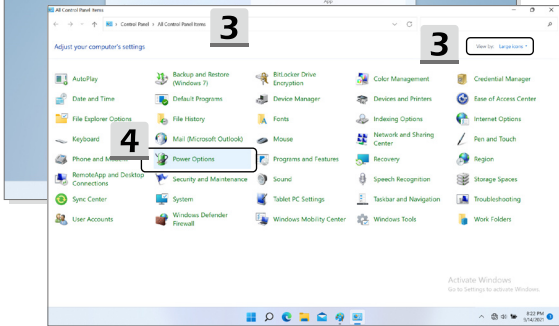 App
All Control Panel Items
Control Panel > All Control Panel Items
3
3
Adjust your computer's settings
View by: Large icons
AutoPlay
Backup and Restore
(Windows 7)
BitLocker Drive
Encryption
Color Management
Credential Manager
Date and Time
Default Programs
Device Manager
Devices and Printers
Ease of Access Center
File Explorer Options
File History
Fonts
Indexing Options
Internet Options
Keyboard
4
Mail (Microsoft Outlook)
Mouse
Network and Sharing
Center
Pen and Touch
Phone and
Power Options
Programs and Features
Recovery
Region
RemoteApp and Desktop
Connections
Security and Maintenance
Sound
Speech Recognition
Storage Spaces
Sync Center
System
Tablet PC Settings
Taskbar and Navigation
Troubleshooting
User Accounts
Windows Defender
Firewall
Windows Mobility Center
Windows Tools
Work Folders
Activate Windows
Go to Settings to activate Windows.
8:22 PM